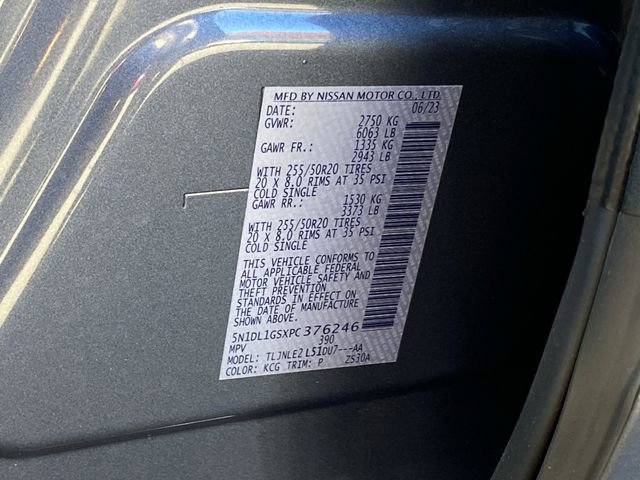 MFD BY NISSAN MOTOR CO., LTD.
DATE: 06/23
GVWR: 2750 KG
6063 LB
GAWR FR.: 1335 KG
2943 LB
WITH 255/50R20 TIRES
20 X 8.0 RIMS AT 35 PSI
COLD SINGLE
GAWR RR.: 1530 KG
3373 LB
WITH 255/50R20 TIRES
20 X 8.0 RIMS AT 35 PSI
COLD SINGLE
THIS VEHICLE CONFORMS TO
ALL APPLICABLE FEDERAL
MOTOR VEHICLE SAFETY AND
THEFT PREVENTION
STANDARDS IN EFFECT ON
THE DATE OF MANUFACTURE
5N1DL1GSXPC376246
MPV 390
MODEL: TLJNLE2 L51DU7---AA
COLOR: KCG TRIM: P ZS30A